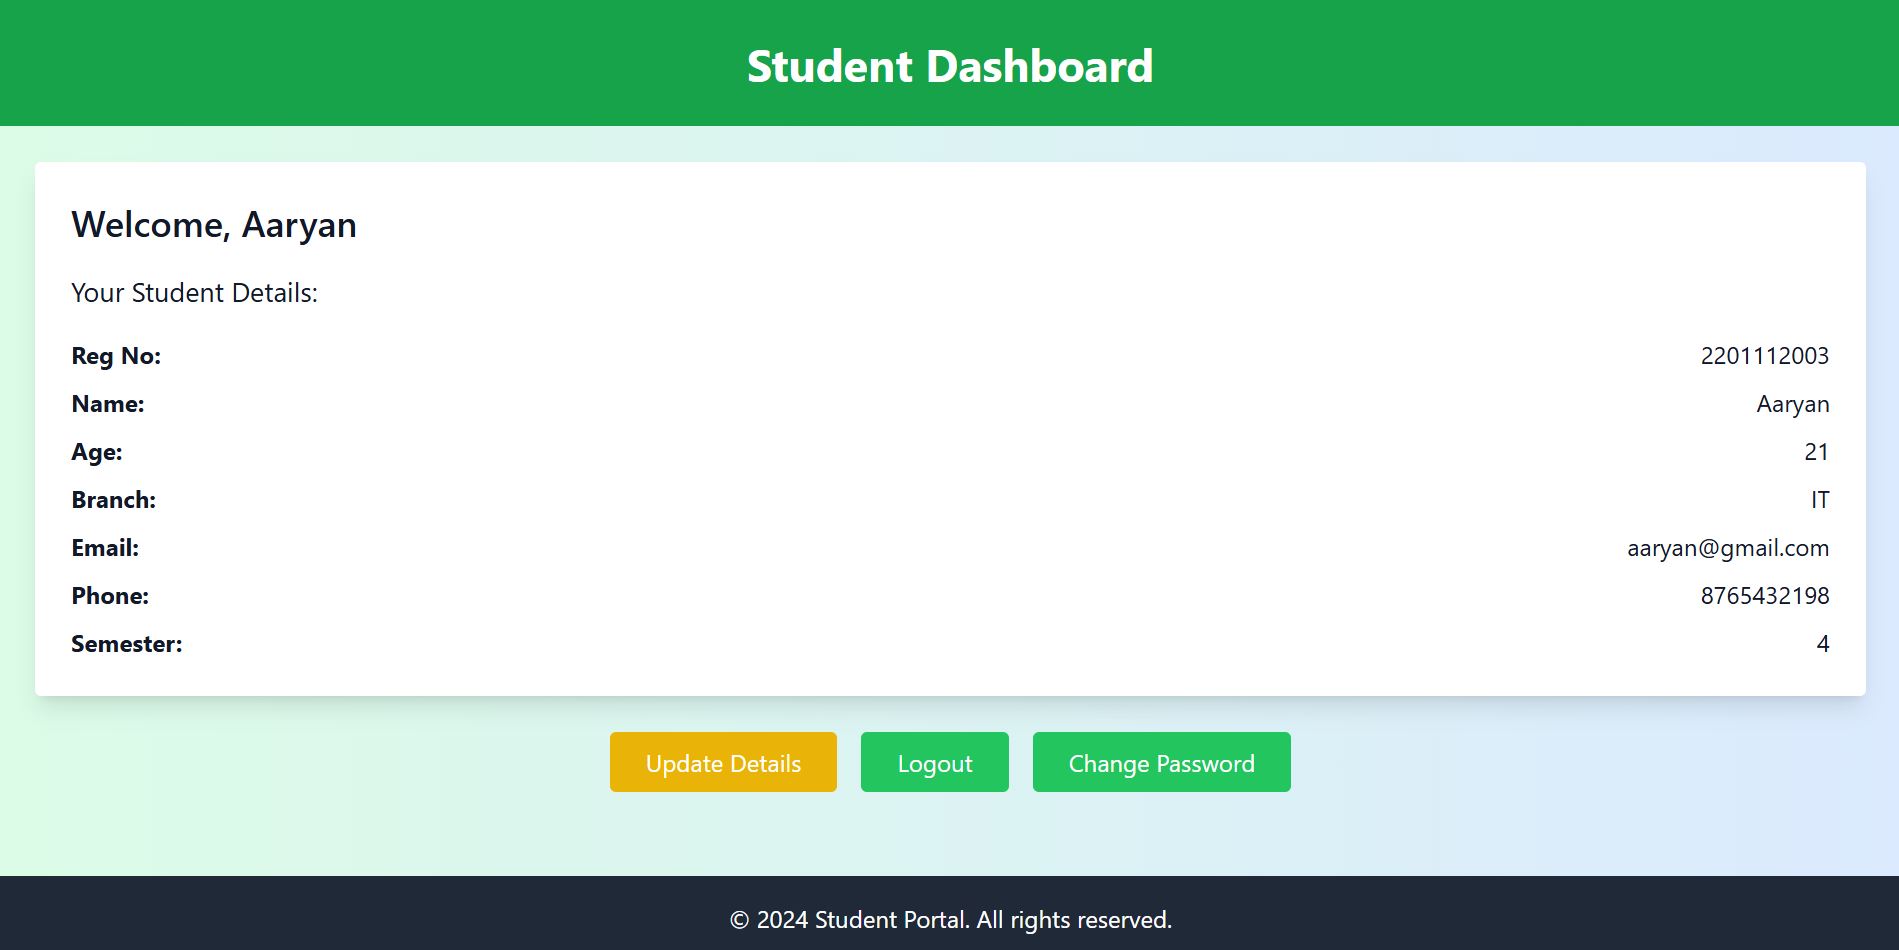 Student Dashboard
Welcome, Aaryan
Your Student Details:
Reg No: 2201112003
Name: Aaryan
Age: 21
Branch: IT
Email: aaryan@gmail.com
Phone: 8765432198
Semester: 4
Update Details Logout Change Password
© 2024 Student Portal. All rights reserved.